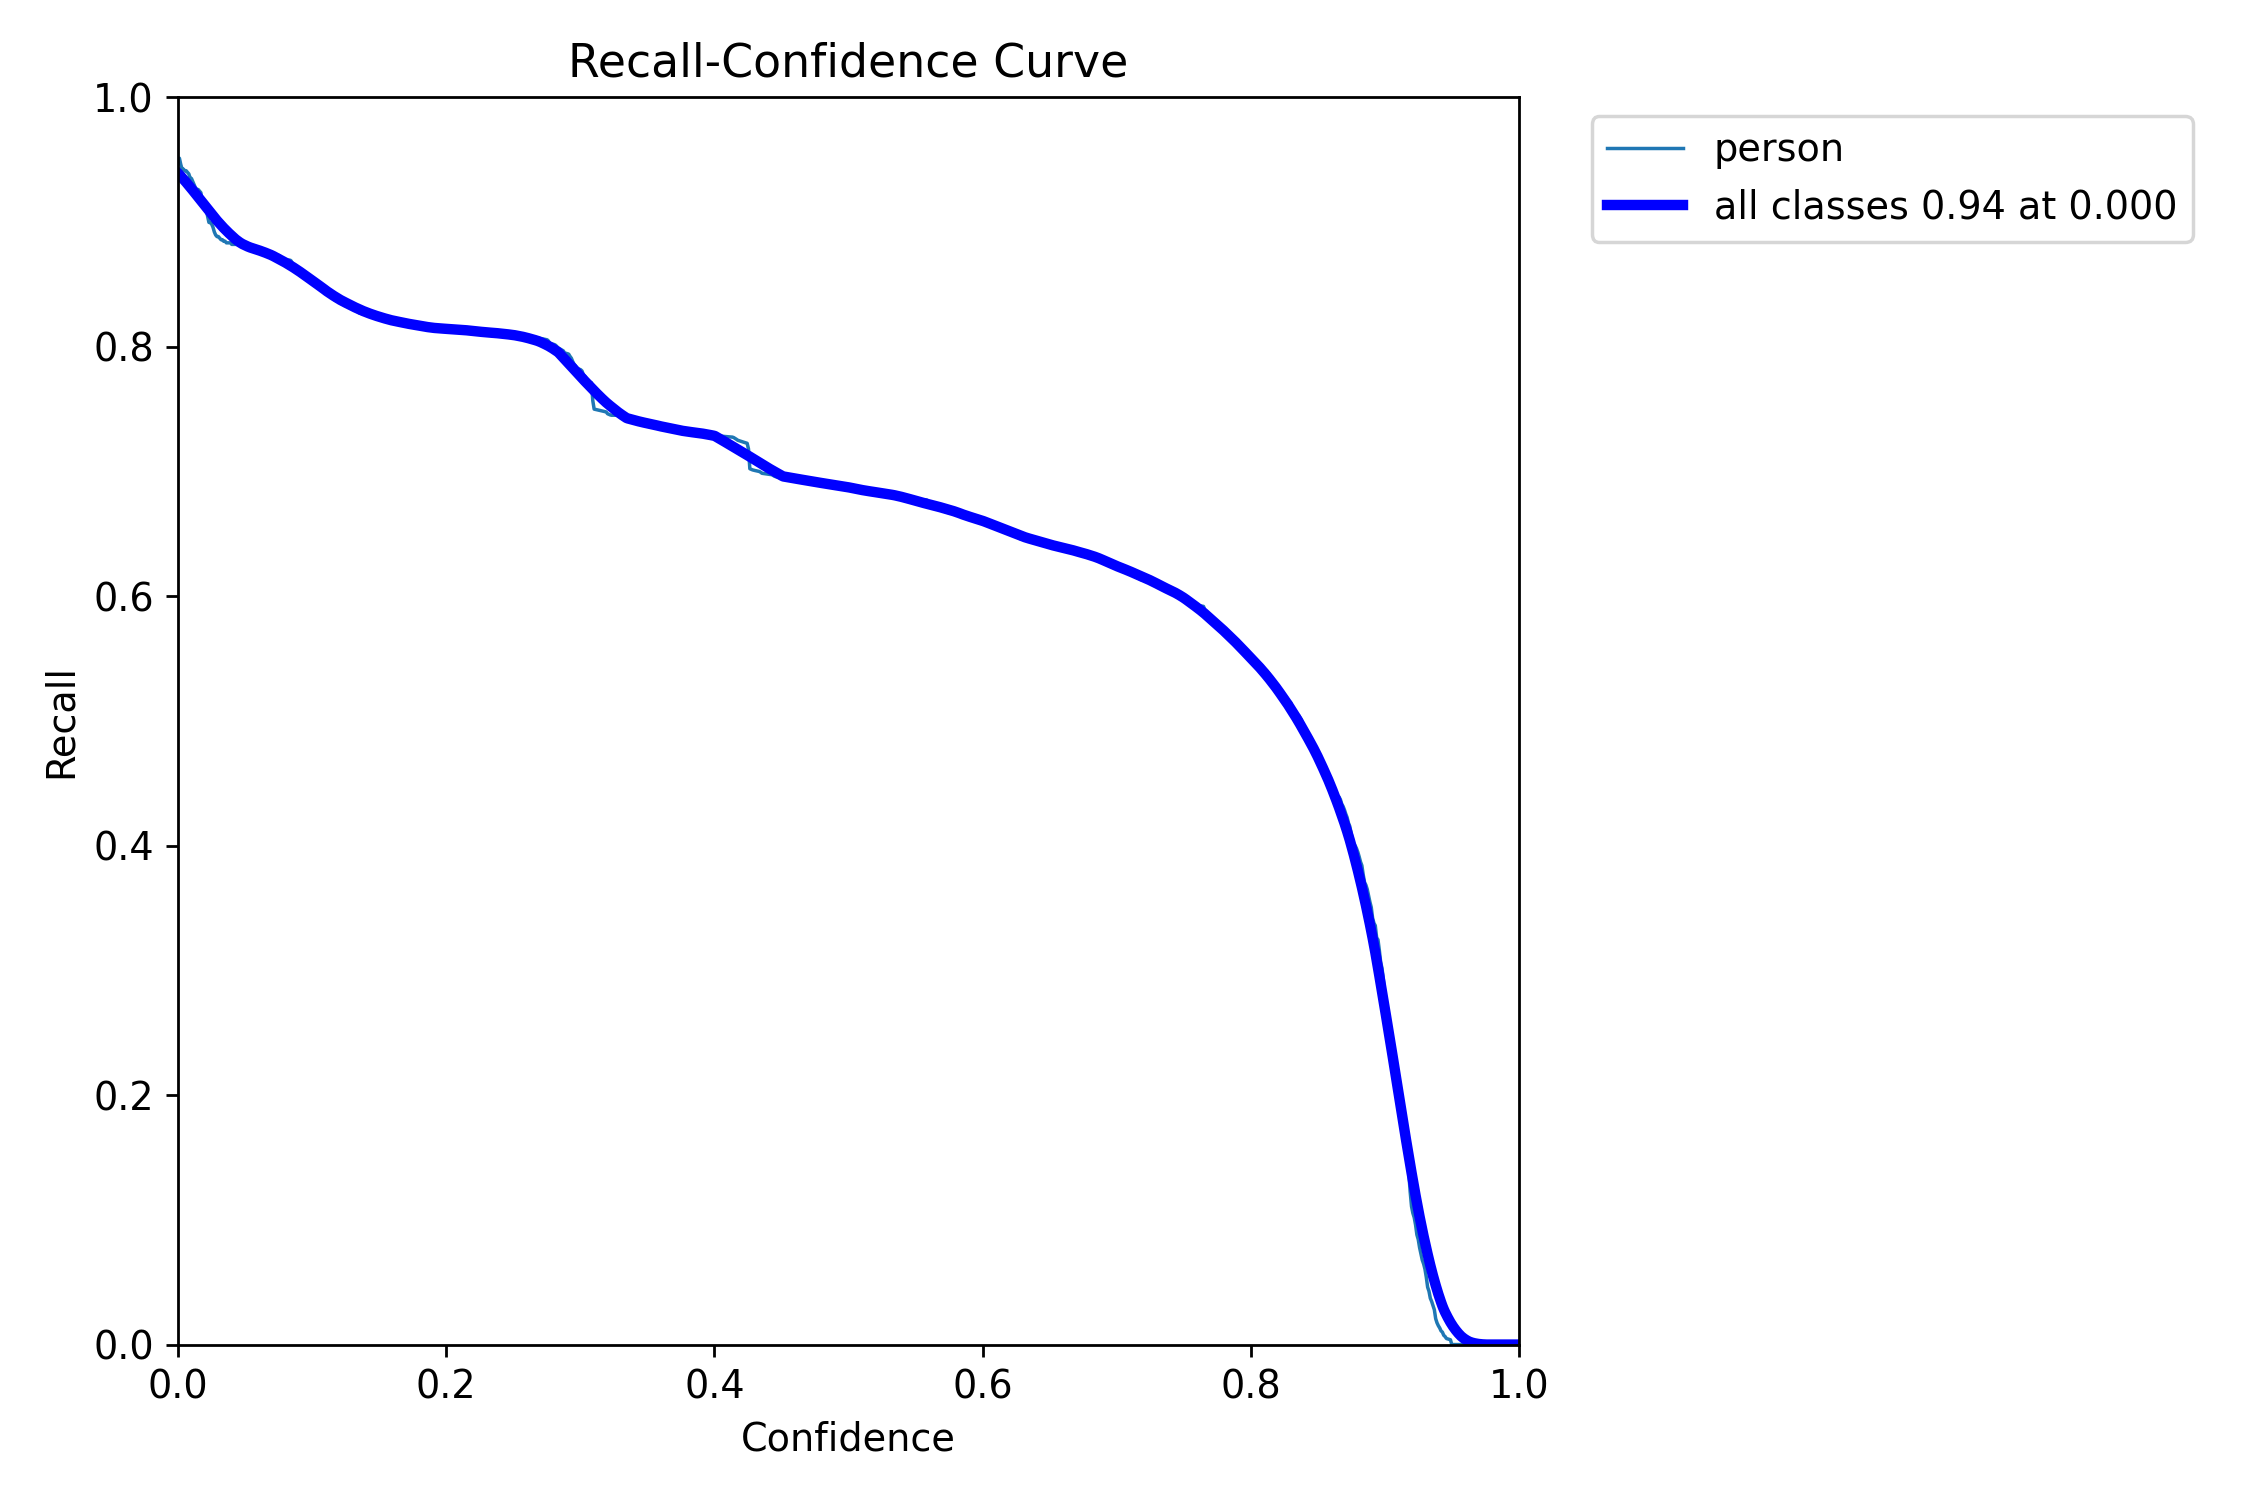 Recall-Confidence Curve
1.0
0.8
0.6
0.4
0.2
0.0
Recall
0.0 0.2 0.4 0.6 0.8 1.0
Confidence
person
all classes 0.94 at 0.000